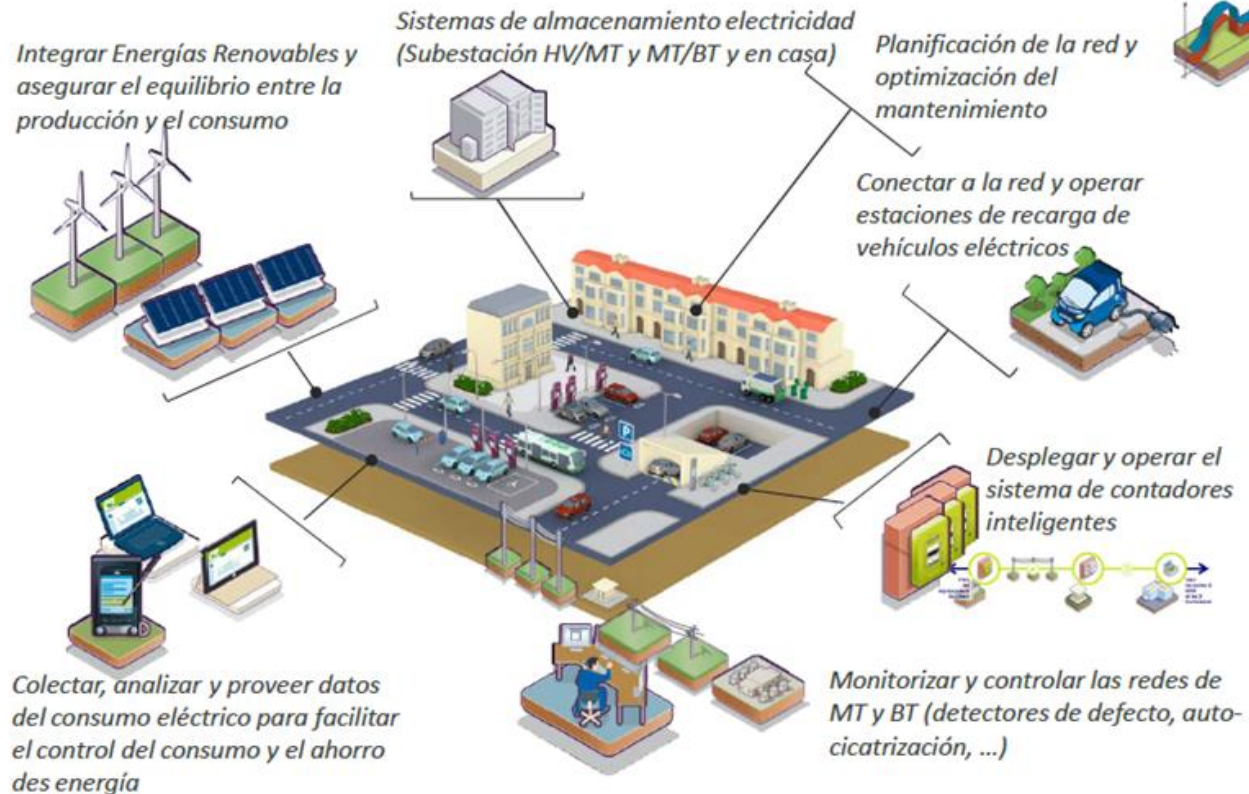 Integrar Energías Renovables y
asegurar el equilibrio entre la
producción y el consumo
Sistemas de almacenamiento electricidad
(Subestación HV/MT y MT/BT y en casa)
Planificación de la red y
optimización del
mantenimiento
Conectar a la red y operar
estaciones de recarga de
vehículos eléctricos
Desplegar y operar el
sistema de contadores
inteligentes
P
Colectar, analizar y proveer datos
del consumo eléctrico para facilitar
el control del consumo y el ahorro
des energía
Monitorizar y controlar las redes de
MT y BT (detectores de defecto, auto-
cicatrización, ...)